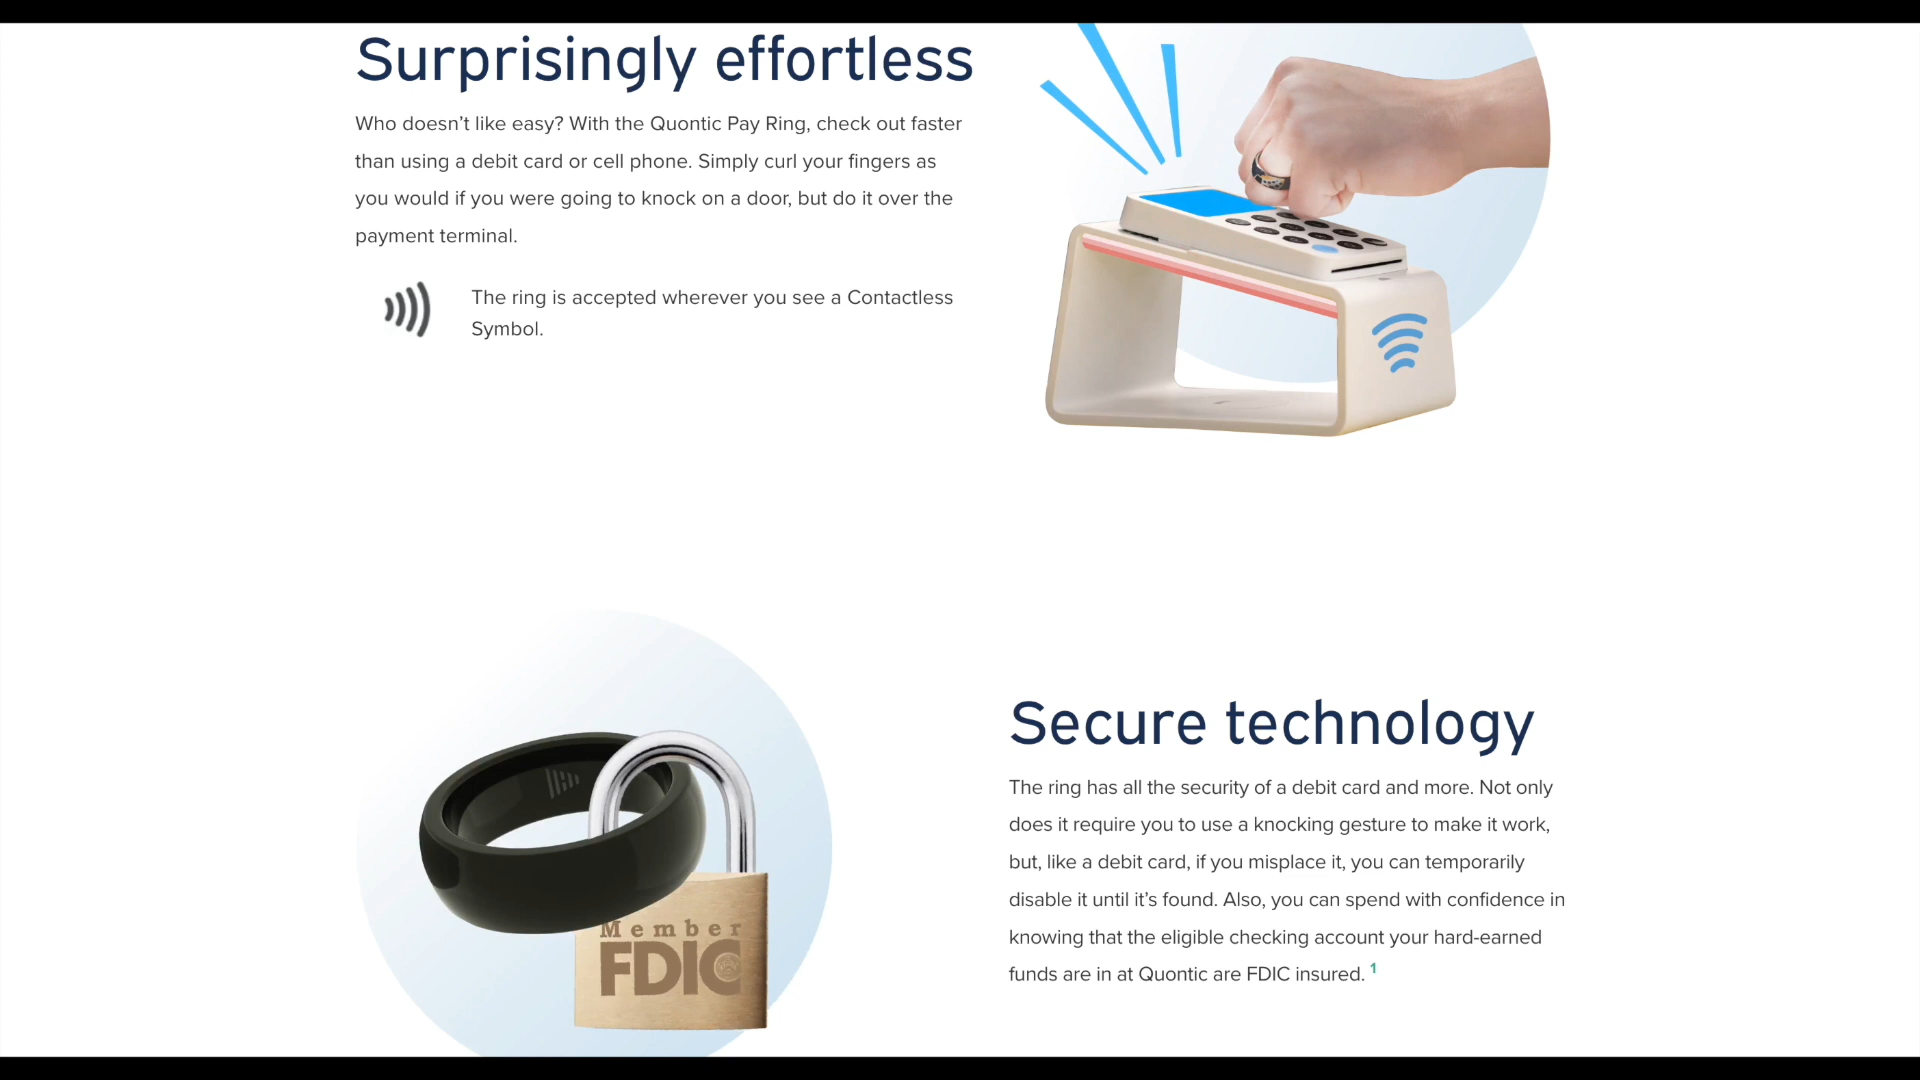 Surprisingly effortless
Who doesn’t like easy? With the Quontic Pay Ring, check out faster
than using a debit card or cell phone. Simply curl your fingers as
you would if you were going to knock on a door, but do it over the
payment terminal.
The ring is accepted wherever you see a Contactless
Symbol.
Secure technology
The ring has all the security of a debit card and more. Not only
does it require you to use a knocking gesture to make it work,
but, like a debit card, if you misplace it, you can temporarily
disable it until it’s found. Also, you can spend with confidence in
knowing that the eligible checking account your hard-earned
funds are in at Quontic are FDIC insured. 1
Member
FDIC